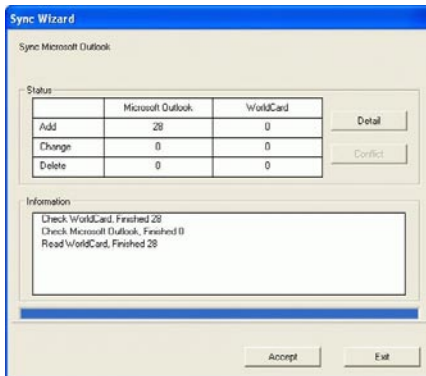 Sync Wizard
Sync Microsoft Outlook
Status
Microsoft Outlook WorldCard
Add 28 0
Change 0 0
Delete 0 0
Detail
Conflict
Information
Check WorldCard, Finished 28
Check Microsoft Outlook, Finished 0
Read WorldCard, Finished 28
Accept Exit